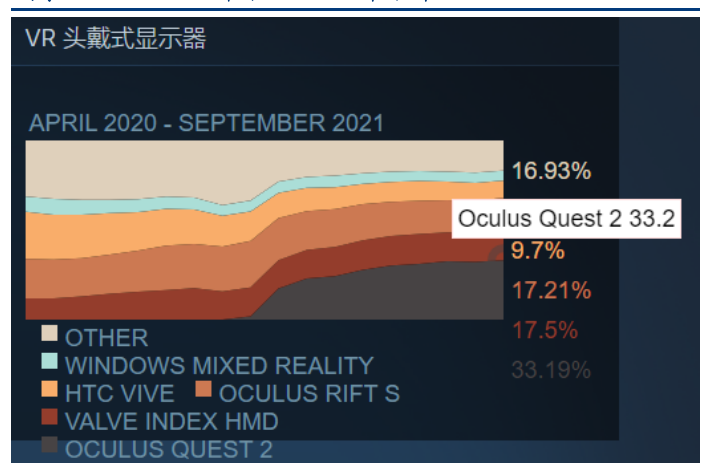 VR 头戴式显示器
APRIL 2020 - SEPTEMBER 2021
16.93%
Oculus Quest 2 33.2
9.7%
17.21%
17.5%
33.19%
OTHER
WINDOWS MIXED REALITY
HTC VIVE OCULUS RIFT S
VALVE INDEX HMD
OCULUS QUEST 2